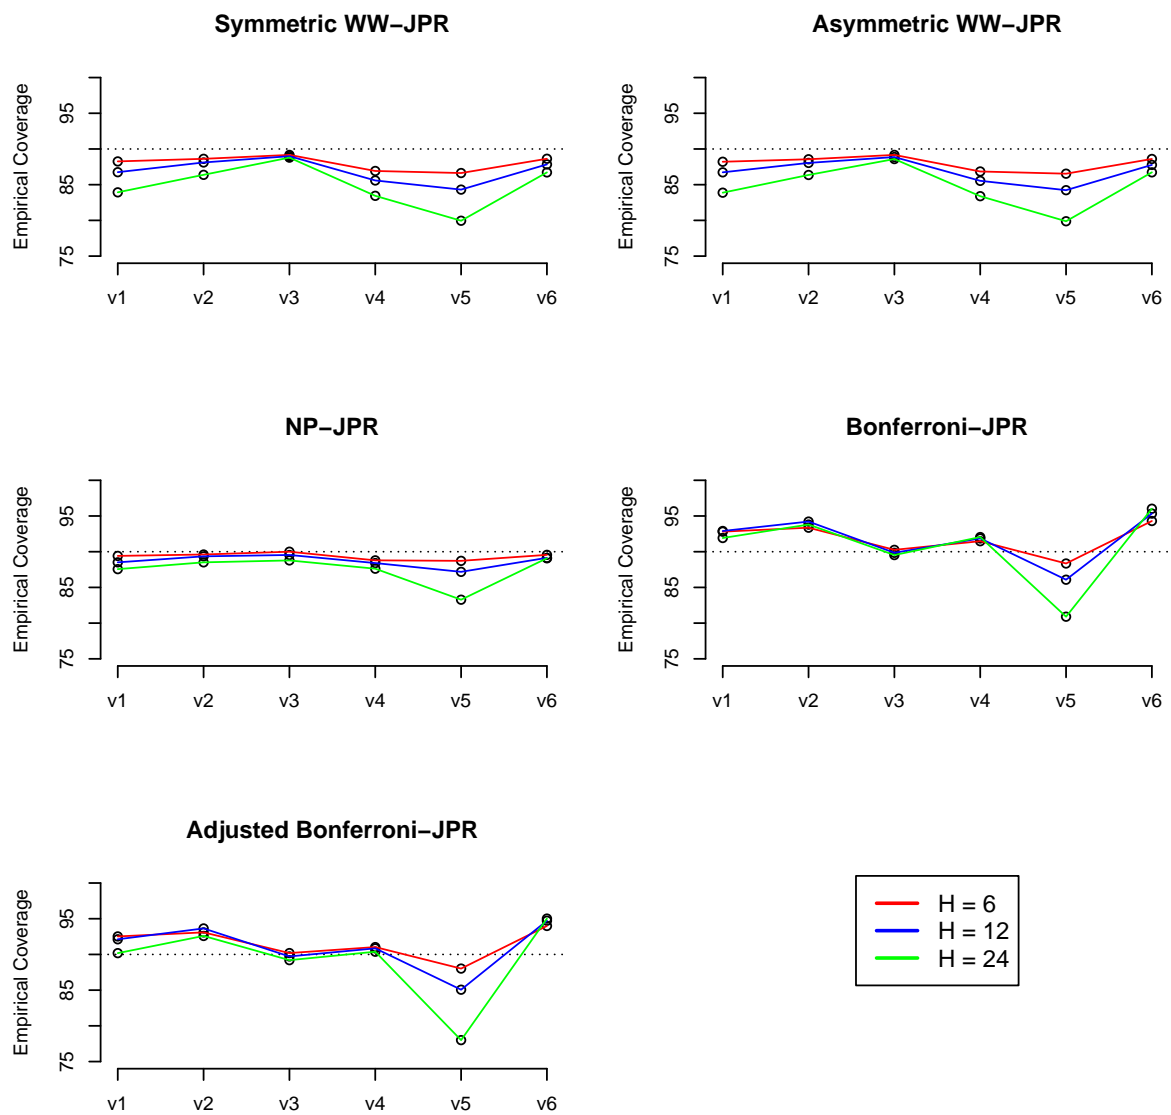 Symmetric WW−JPR
Empirical Coverage
75 85 95
v1 v2 v3 v4 v5 v6
Asymmetric WW−JPR
Empirical Coverage
75 85 95
v1 v2 v3 v4 v5 v6
NP−JPR
Empirical Coverage
75 85 95
v1 v2 v3 v4 v5 v6
Bonferroni−JPR
Empirical Coverage
75 85 95
v1 v2 v3 v4 v5 v6
Adjusted Bonferroni−JPR
Empirical Coverage
75 85 95
v1 v2 v3 v4 v5 v6
H = 6
H = 12
H = 24